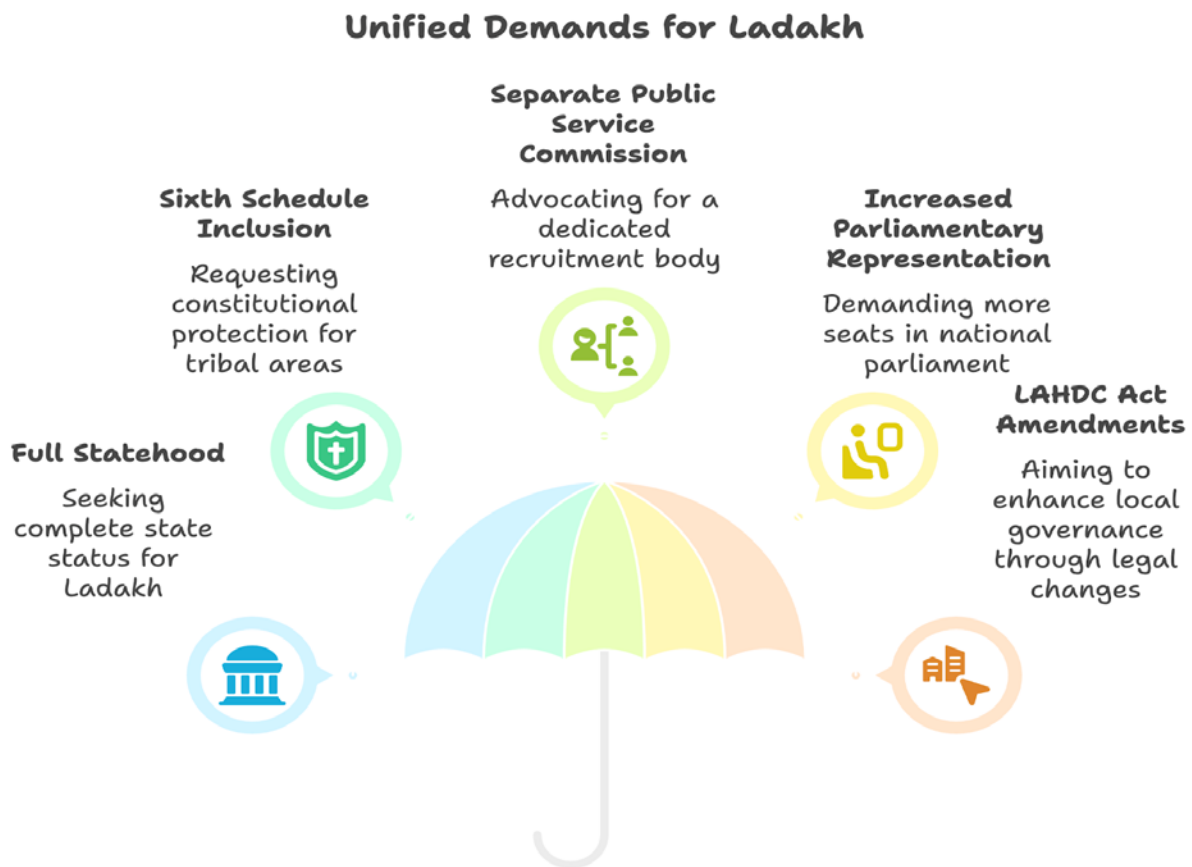 Unified Demands for Ladakh
Full Statehood
Seeking
complete state
status for
Ladakh
Sixth Schedule
Inclusion
Requesting
constitutional
protection for
tribal areas
Separate Public
Service
Commission
Advocating for a
dedicated
recruitment body
Increased
Parliamentary
Representation
Demanding more
seats in national
parliament
LAHDC Act
Amendments
Aiming to
enhance local
governance
through legal
changes